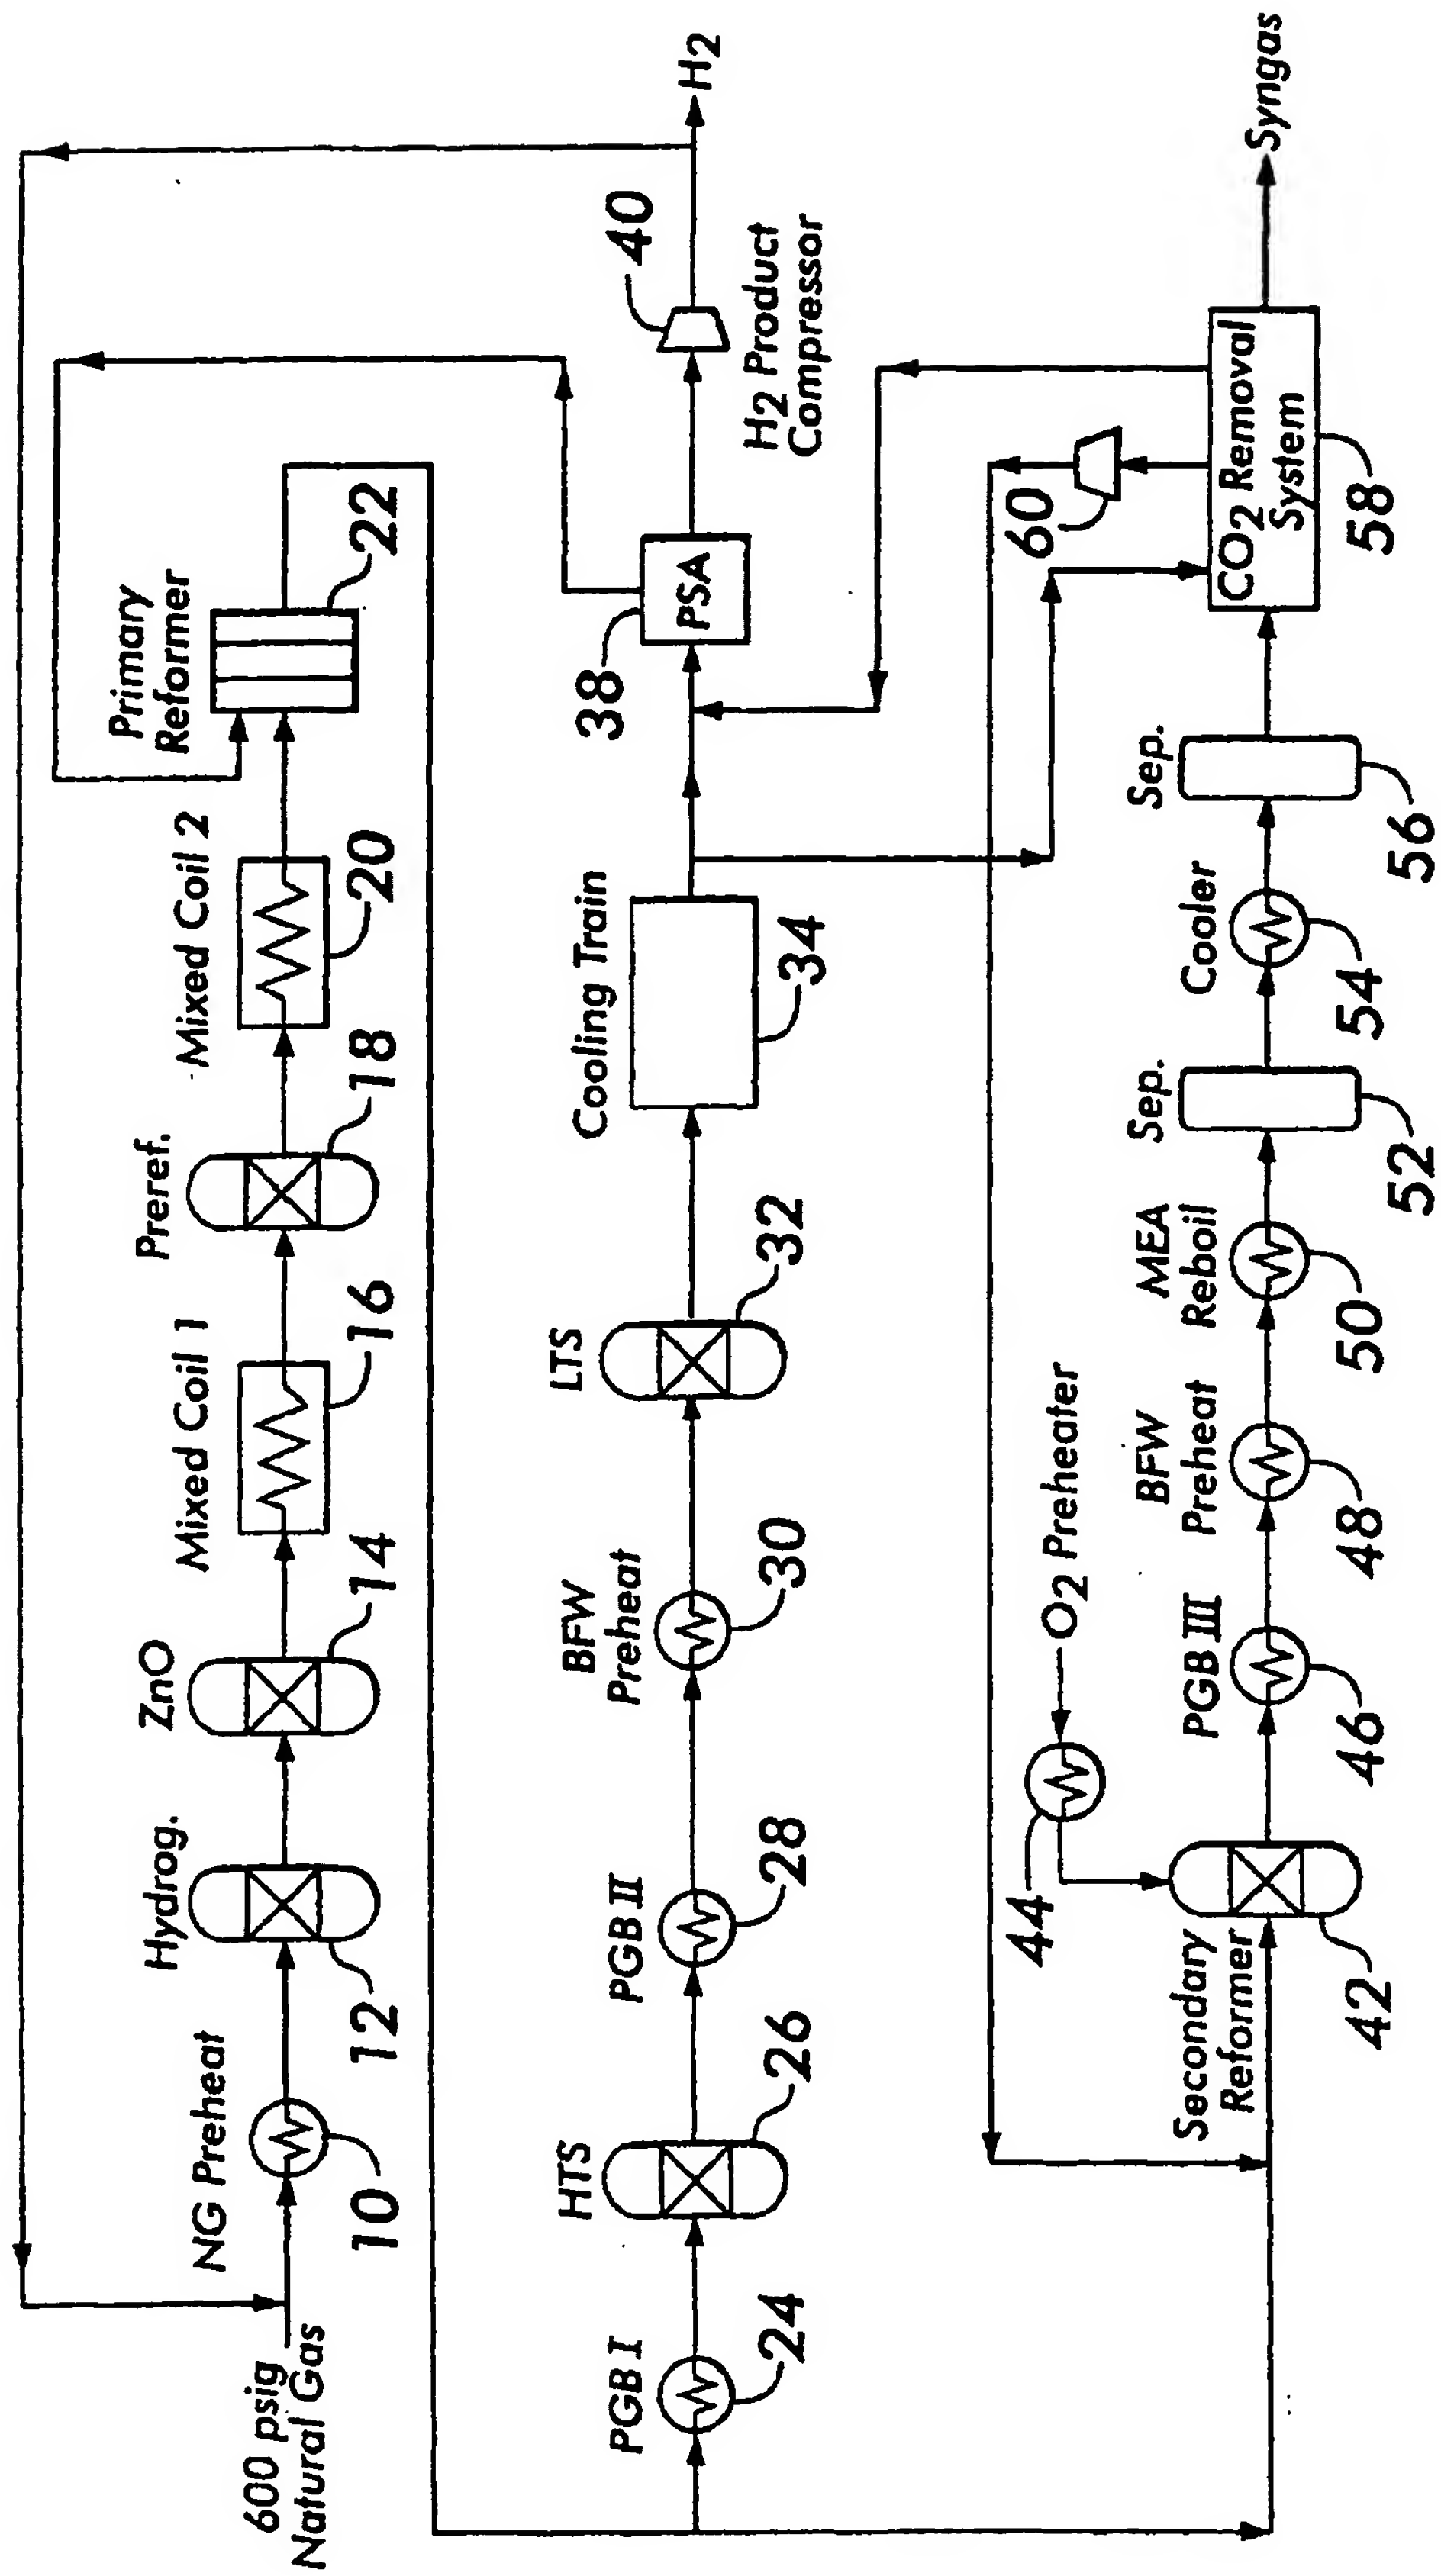 600 psig
Natural Gas
NG Preheat
10
Hydrog.
12
ZnO
14
Mixed Coil 1
16
Preref.
18
Mixed Coil 2
20
Primary
Reformer
22
PGB I
24
HTS
26
PGB II
28
BFW
Preheat
30
LTS
32
Cooling Train
34
38
PSA
40
H2 Product
Compressor
H2
Secondary
Reformer
42
44
O2 Preheater
PGB III
46
BFW
Preheat
48
MEA
Reboil
50
Sep.
52
Cooler
54
Sep.
56
60
CO2 Removal
System
58
Syngas